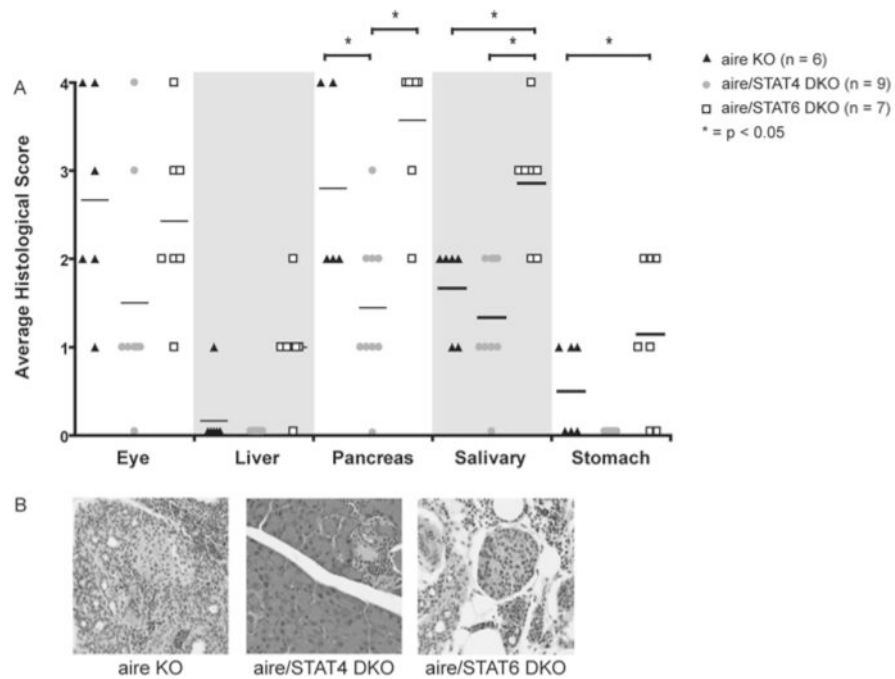 * *
* * *
A
▲ aire KO (n = 6)
● aire/STAT4 DKO (n = 9)
□ aire/STAT6 DKO (n = 7)
* = p < 0.05
Average Histological Score
4
3
2
1
0
Eye Liver Pancreas Salivary Stomach
B
aire KO aire/STAT4 DKO aire/STAT6 DKO